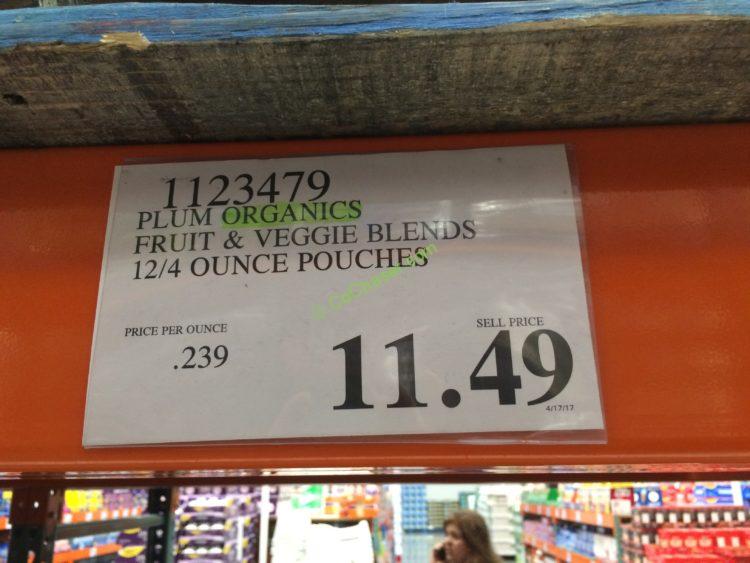 1123479
PLUM ORGANICS
FRUIT & VEGGIE BLENDS
12/4 OUNCE POUCHES
© CoChaser.com
PRICE PER OUNCE
.239
SELL PRICE
11.49
4/17/17